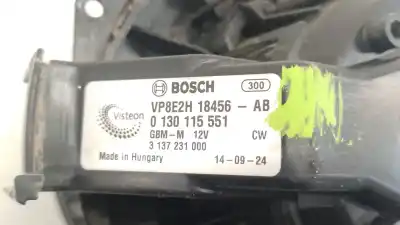 BOSCH 300
VP8E2H 18456 - AB
Visteon
0 130 115 551
GBM-M 12V CW
3 137 231 000
Made in Hungary 14-09-24